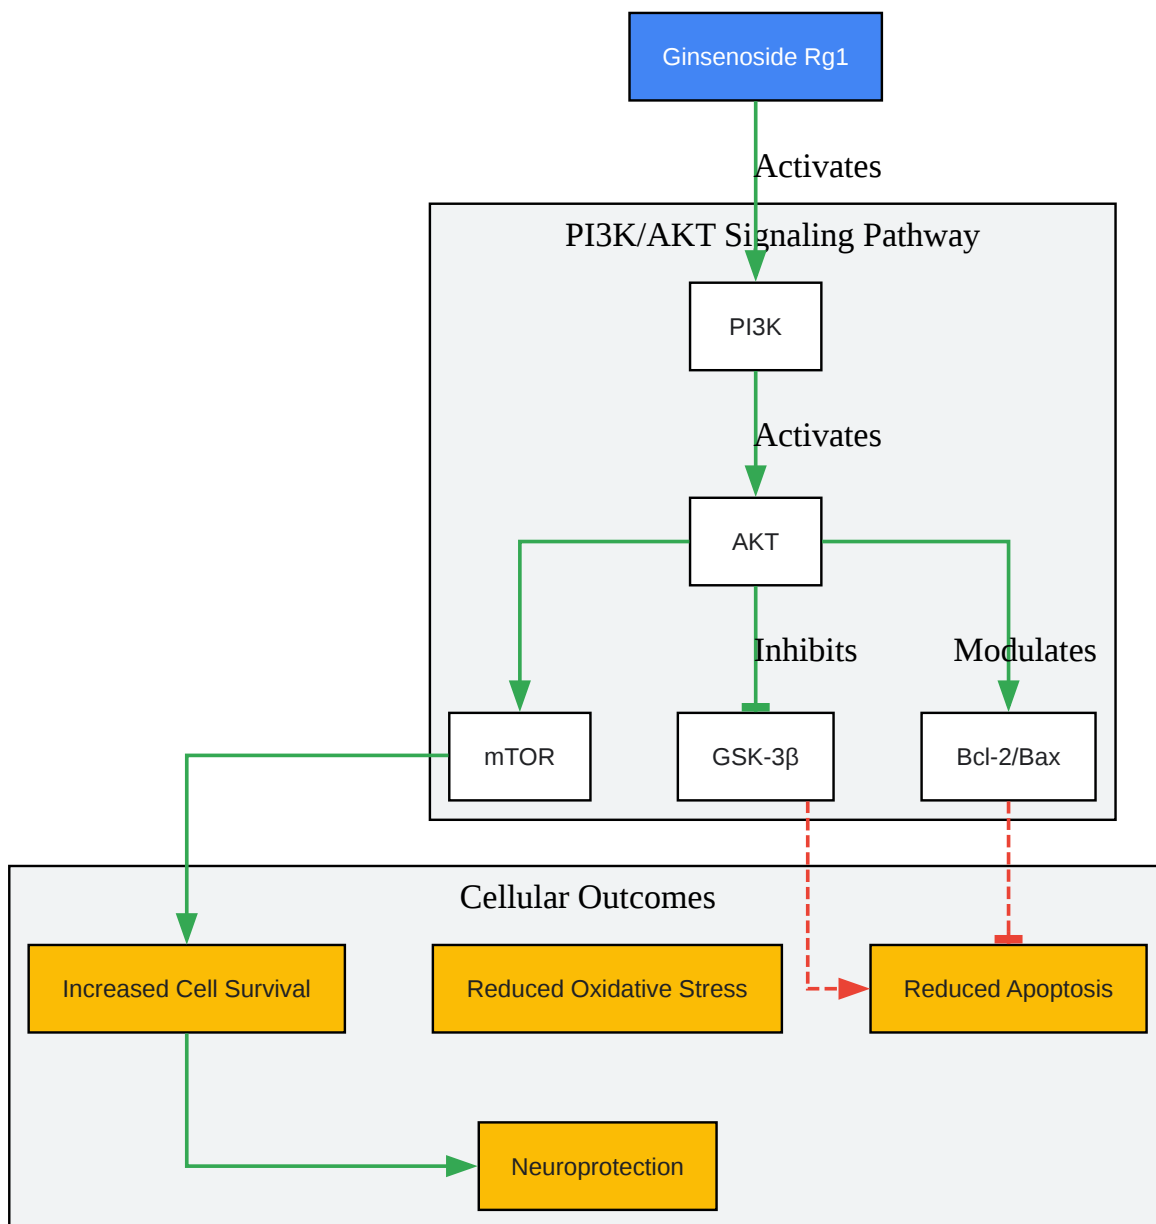 Ginsenoside Rg1
Activates
PI3K/AKT Signaling Pathway
PI3K
Activates
AKT
Inhibits
Modulates
mTOR
GSK-3β
Bcl-2/Bax
Cellular Outcomes
Increased Cell Survival
Reduced Oxidative Stress
Reduced Apoptosis
Neuroprotection